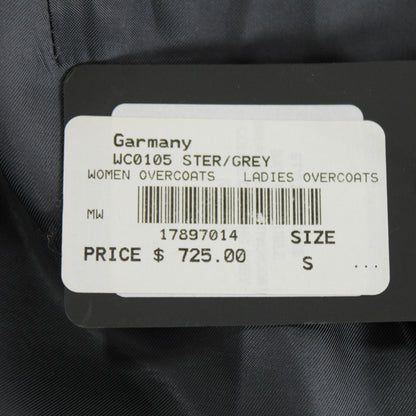 Garmany
WC0105 STER/GREY
WOMEN OVERCOATS LADIES OVERCOATS
MW
17897014 SIZE
PRICE $ 725.00 S ...